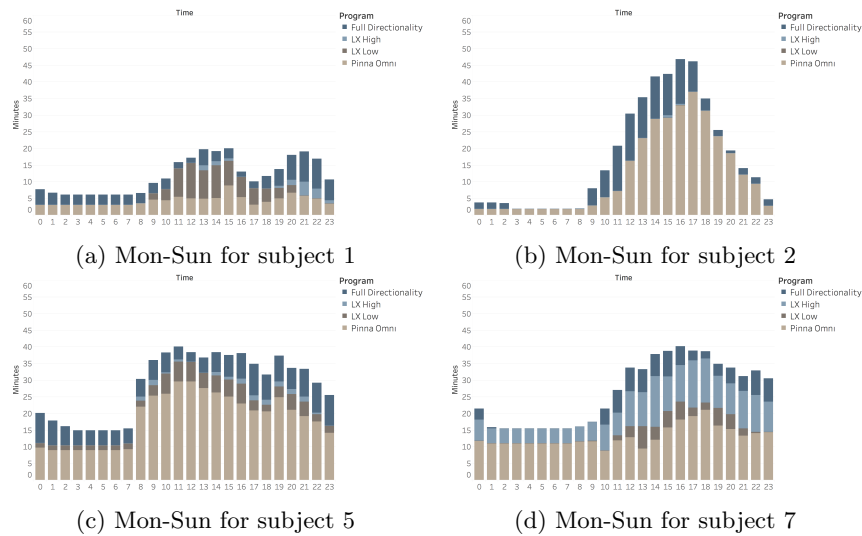 Time
Program
Full Directionality
LX High
LX Low
Pinna Omni
Minutes
60
55
50
45
40
35
30
25
20
15
10
5
0
0 1 2 3 4 5 6 7 8 9 10 11 12 13 14 15 16 17 18 19 20 21 22 23
(a) Mon-Sun for subject 1
Time
Program
Full Directionality
LX High
LX Low
Pinna Omni
Minutes
60
55
50
45
40
35
30
25
20
15
10
5
0
0 1 2 3 4 5 6 7 8 9 10 11 12 13 14 15 16 17 18 19 20 21 22 23
(b) Mon-Sun for subject 2
Time
Program
Full Directionality
LX High
LX Low
Pinna Omni
Minutes
60
55
50
45
40
35
30
25
20
15
10
5
0
0 1 2 3 4 5 6 7 8 9 10 11 12 13 14 15 16 17 18 19 20 21 22 23
(c) Mon-Sun for subject 5
Time
Program
Full Directionality
LX High
LX Low
Pinna Omni
Minutes
60
55
50
45
40
35
30
25
20
15
10
5
0
0 1 2 3 4 5 6 7 8 9 10 11 12 13 14 15 16 17 18 19 20 21 22 23
(d) Mon-Sun for subject 7